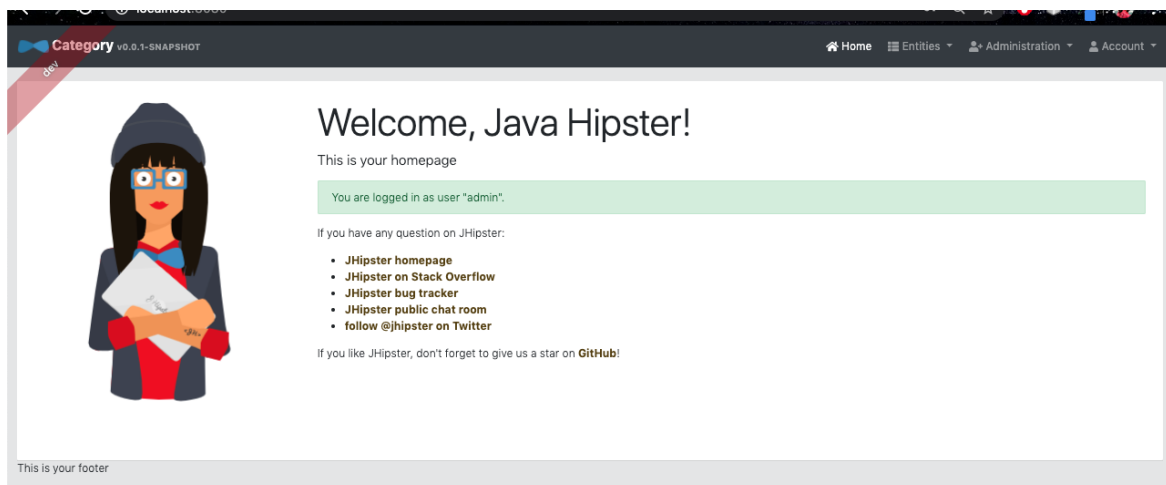 Category v0.0.1-SNAPSHOT
Home Entities Administration Account
dev
Welcome, Java Hipster!
This is your homepage
You are logged in as user "admin".
If you have any question on JHipster:
JHipster homepage
JHipster on Stack Overflow
JHipster bug tracker
JHipster public chat room
follow @jhipster on Twitter
If you like JHipster, don't forget to give us a star on GitHub!
This is your footer